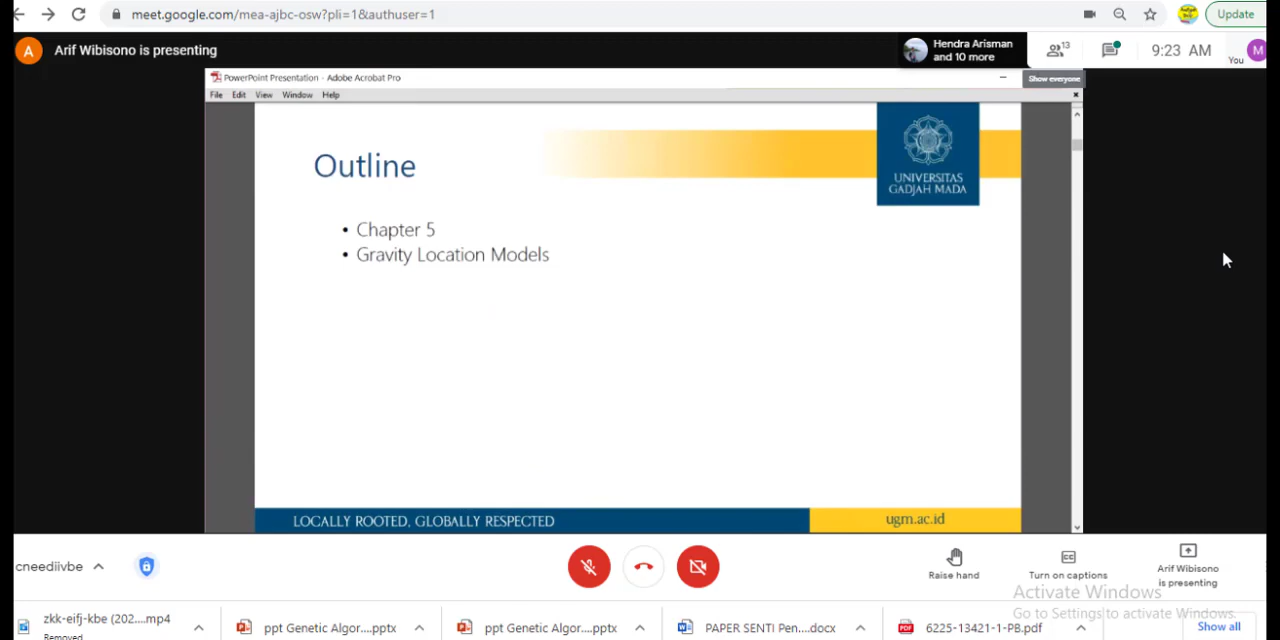 meet.google.com/mea-ajbc-osw?pli=1&authuser=1
Update
A
Arif Wibisono is presenting
Hendra Arisman
and 10 more
13
9:23 AM
You
M
PowerPoint Presentation - Adobe Acrobat Pro
Show everyone
File Edit View Window Help
Outline
UNIVERSITAS
GADJAH MADA
• Chapter 5
• Gravity Location Models
LOCALLY ROOTED, GLOBALLY RESPECTED
ugm.ac.id
cneediivbe
Raise hand
Turn on captions
Arif Wibisono
is presenting
Activate Windows
Go to Settings to activate Windows.
zkk-eifj-kbe (202....mp4
Removed
ppt Genetic Algor....pptx
ppt Genetic Algor....pptx
PAPER SENTI Pen....docx
6225-13421-1-PB.pdf
Show all